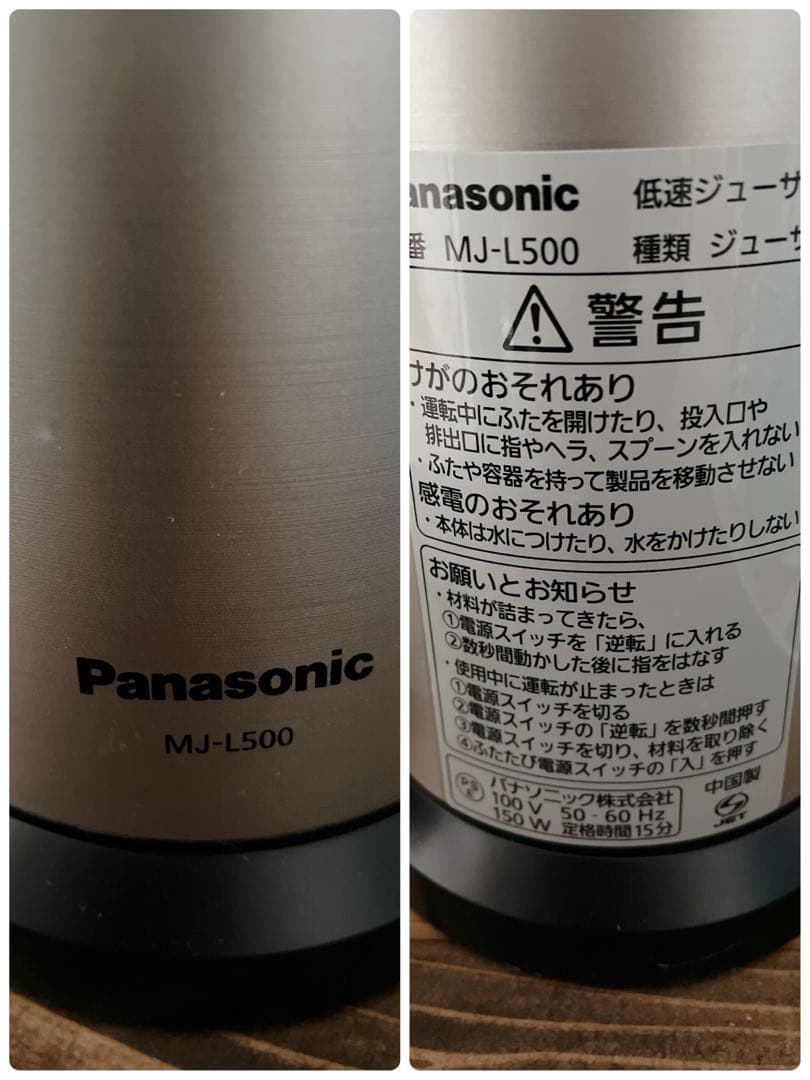 Panasonic
MJ-L500
anasonic 低速ジューサ
番 MJ-L500 種類 ジューサ
警告
けがのおそれあり
・運転中にふたを開けたり、投入口や
排出口に指やヘラ、スプーンを入れない
・ふたや容器を持って製品を移動させない
感電のおそれあり
・本体は水につけたり、水をかけたりしない
お願いとお知らせ
・材料が詰まってきたら、
①電源スイッチを「逆転」に入れる
②数秒間動かした後に指をはなす
・使用中に運転が止まったときは
①電源スイッチを切る
②電源スイッチの「逆転」を数秒間押す
③電源スイッチを切り、材料を取り除く
④ふたたび電源スイッチの「入」を押す
PS E パナソニック株式会社
100 V 50-60 Hz
150 W 定格時間15分
中国製
JET